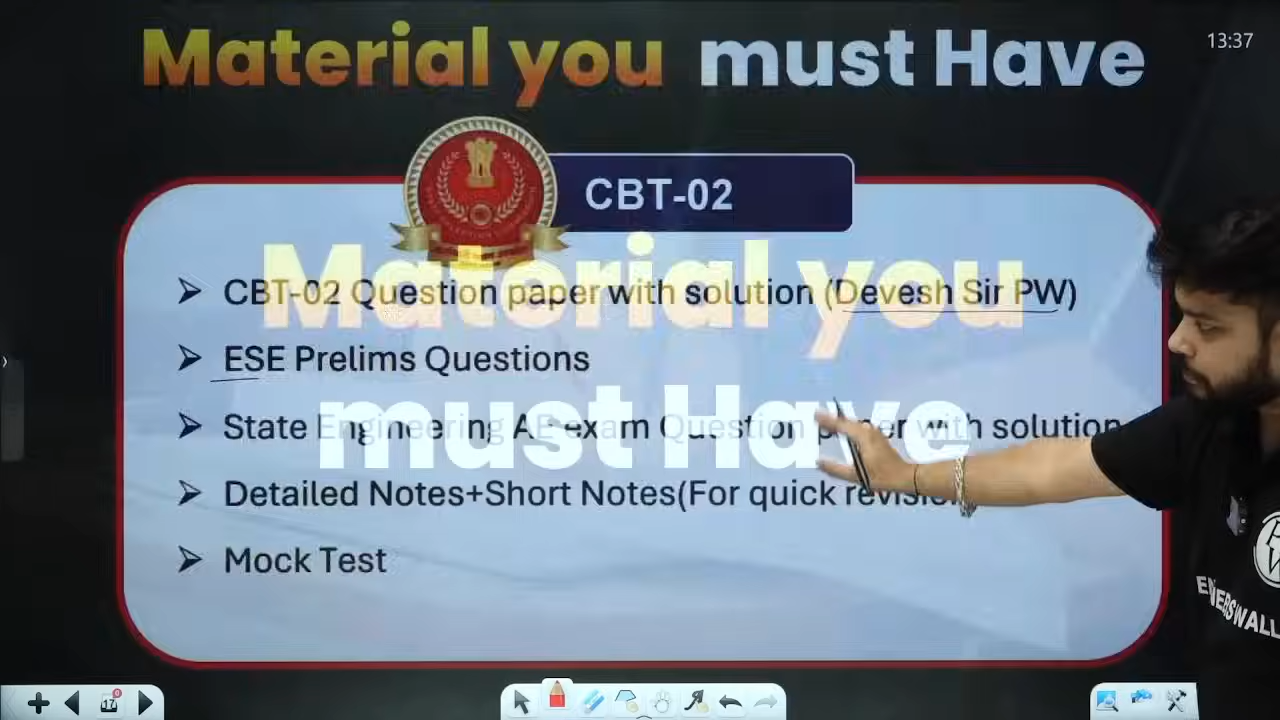 Material you must Have
13:37
CBT-02
Material you
must Have
➤ CBT-02 Question paper with solution (Devesh Sir PW)
➤ ESE Prelims Questions
➤ State Engineering AE exam Question paper with solution
➤ Detailed Notes+Short Notes(For quick revision
➤ Mock Test
17